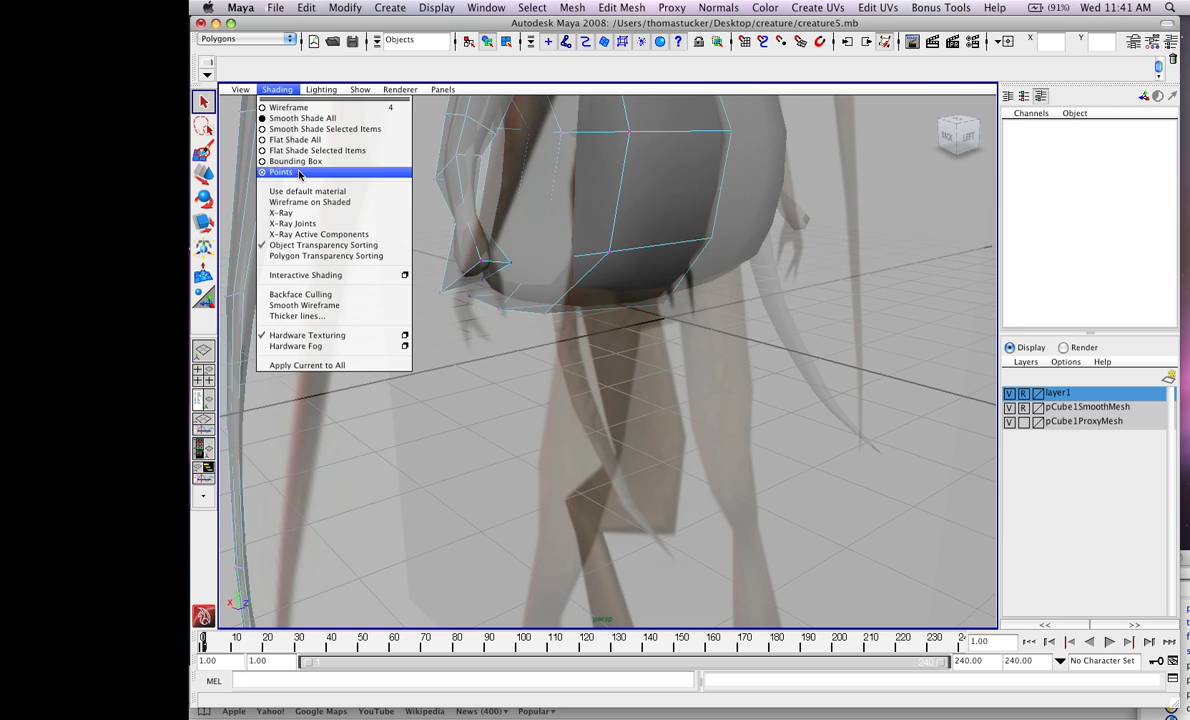 Maya File Edit Modify Create Display Window Select Mesh Edit Mesh Proxy Normals Color Create UVs Edit UVs Bonus Tools Help (91%) Wed 11:41 AM
Autodesk Maya 2008: /Users/thomastucker/Desktop/creature/creature5.mb
Polygons Objects X Y
View Shading Lighting Show Renderer Panels
Wireframe 4
Smooth Shade All
Smooth Shade Selected Items
Flat Shade All
Flat Shade Selected Items
Bounding Box
Points
Use default material
Wireframe on Shaded
X-Ray
X-Ray Joints
X-Ray Active Components
Object Transparency Sorting
Polygon Transparency Sorting
Interactive Shading
Backface Culling
Smooth Wireframe
Thicker lines...
Hardware Texturing
Hardware Fog
Apply Current to All
BACK LEFT
X Z
persp
Channels Object
Display Render
Layers Options Help
V R layer1
V R pCube1SmoothMesh
V pCube1ProxyMesh
<< >>
0 10 20 30 40 50 60 70 80 90 100 110 120 130 140 150 160 170 180 190 200 210 220 230 1.00
1.00 1.00 1 240 240.00 240.00 No Character Set
MEL
Apple Yahoo! Google Maps YouTube Wikipedia News (400) Popular